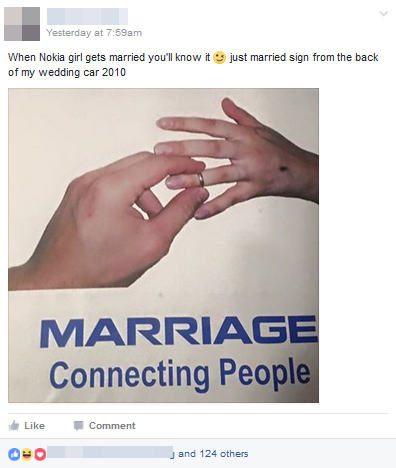 Yesterday at 7:59am
When Nokia girl gets married you'll know it 😉 just married sign from the back
of my wedding car 2010
MARRIAGE
Connecting People
Like Comment
and 124 others